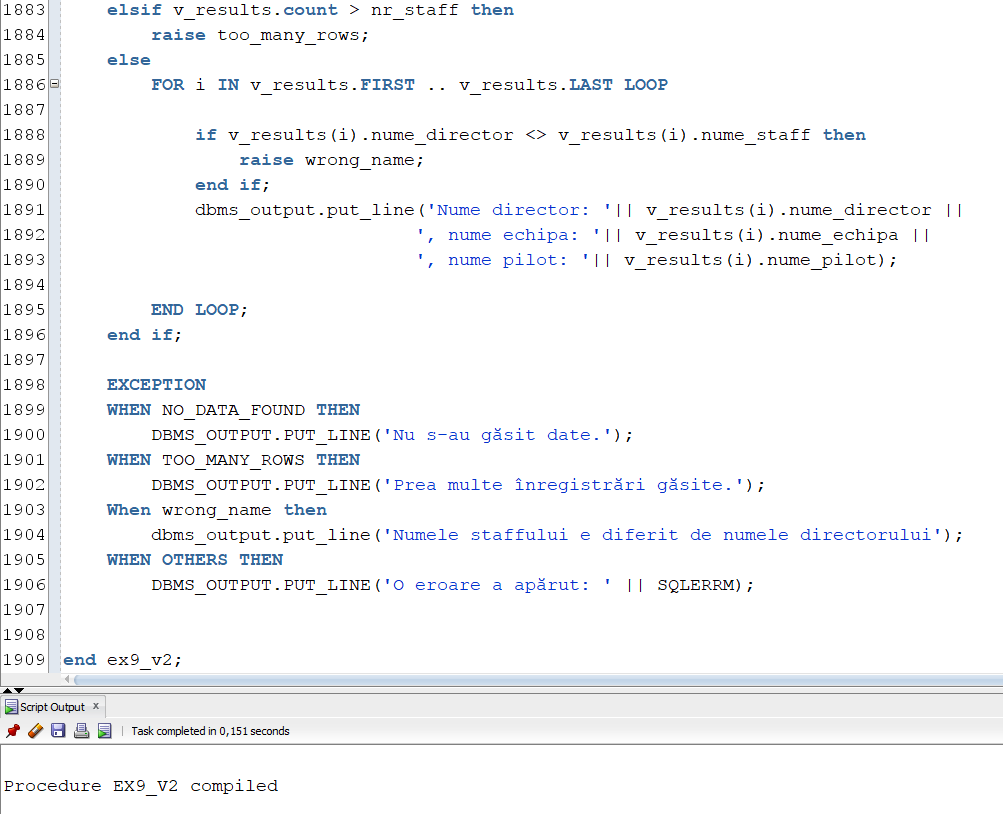 1883 elsif v_results.count > nr_staff then
1884 raise too_many_rows;
1885 else
1886 FOR i IN v_results.FIRST .. v_results.LAST LOOP
1887
1888 if v_results(i).nume_director <> v_results(i).nume_staff then
1889 raise wrong_name;
1890 end if;
1891 dbms_output.put_line('Nume director: '|| v_results(i).nume_director ||
1892 ', nume echipa: '|| v_results(i).nume_echipa ||
1893 ', nume pilot: '|| v_results(i).nume_pilot);
1894
1895 END LOOP;
1896 end if;
1897
1898 EXCEPTION
1899 WHEN NO_DATA_FOUND THEN
1900 DBMS_OUTPUT.PUT_LINE('Nu s-au găsit date.');
1901 WHEN TOO_MANY_ROWS THEN
1902 DBMS_OUTPUT.PUT_LINE('Prea multe înregistrări găsite.');
1903 When wrong_name then
1904 dbms_output.put_line('Numele staffului e diferit de numele directorului');
1905 WHEN OTHERS THEN
1906 DBMS_OUTPUT.PUT_LINE('O eroare a apărut: ' || SQLERRM);
1907
1908
1909 end ex9_v2;
Script Output x
Task completed in 0,151 seconds
Procedure EX9_V2 compiled